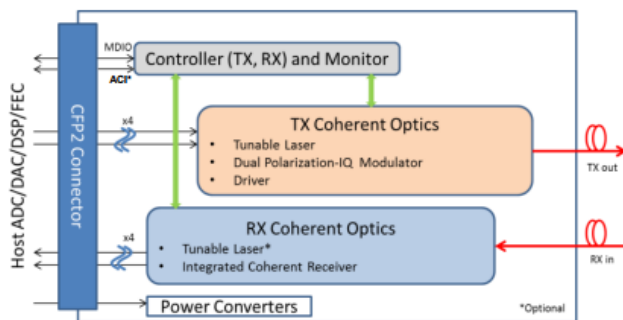 MDIO
Controller (TX, RX) and Monitor
ACI*
Host ADC/DAC/DSP/FEC
CFP2 Connector
x4
TX Coherent Optics
• Tunable Laser
• Dual Polarization-IQ Modulator
• Driver
TX out
RX Coherent Optics
x4
• Tunable Laser*
• Integrated Coherent Receiver
RX in
Power Converters
*Optional